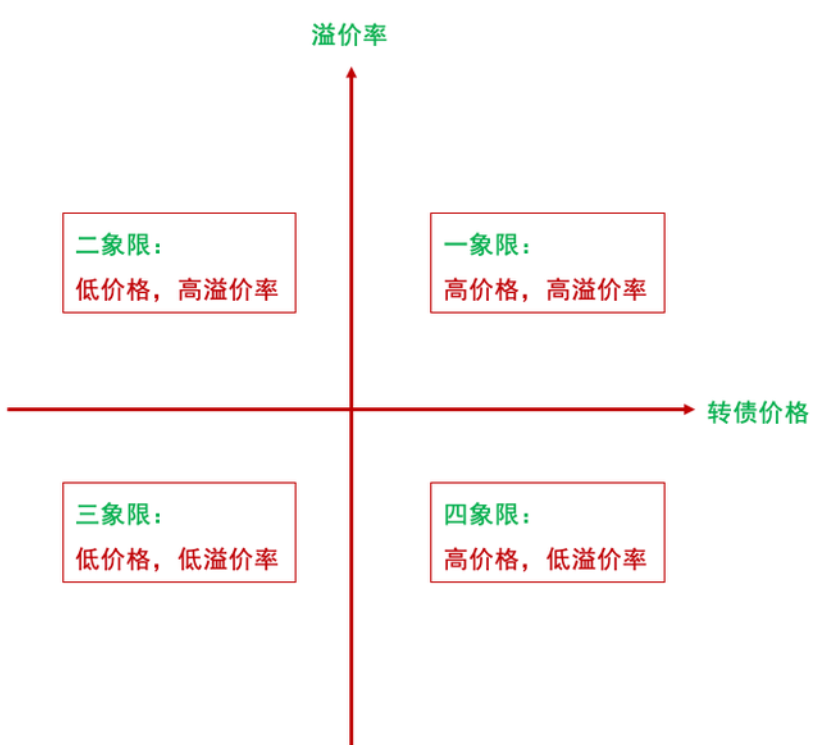 溢价率
二象限：
低价格，高溢价率
一象限：
高价格，高溢价率
转债价格
三象限：
低价格，低溢价率
四象限：
高价格，低溢价率